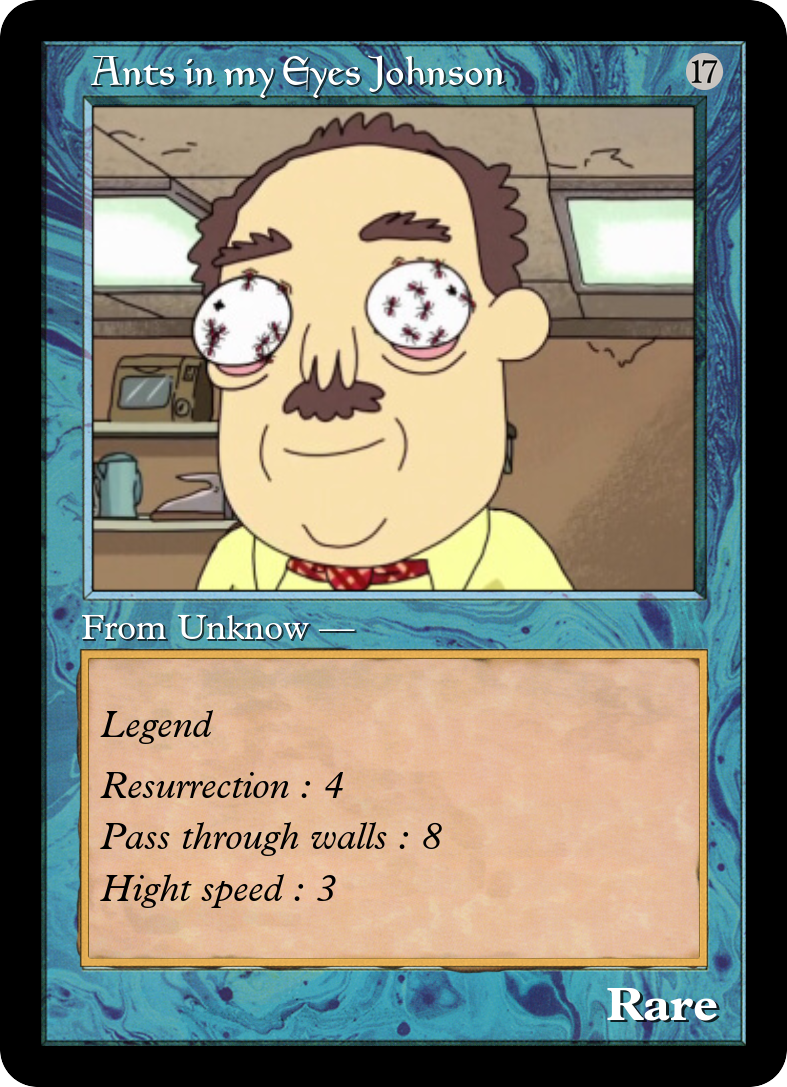 Ants in my Eyes Johnson
17
From Unknow —
Legend
Resurrection : 4
Pass through walls : 8
Hight speed : 3
Rare